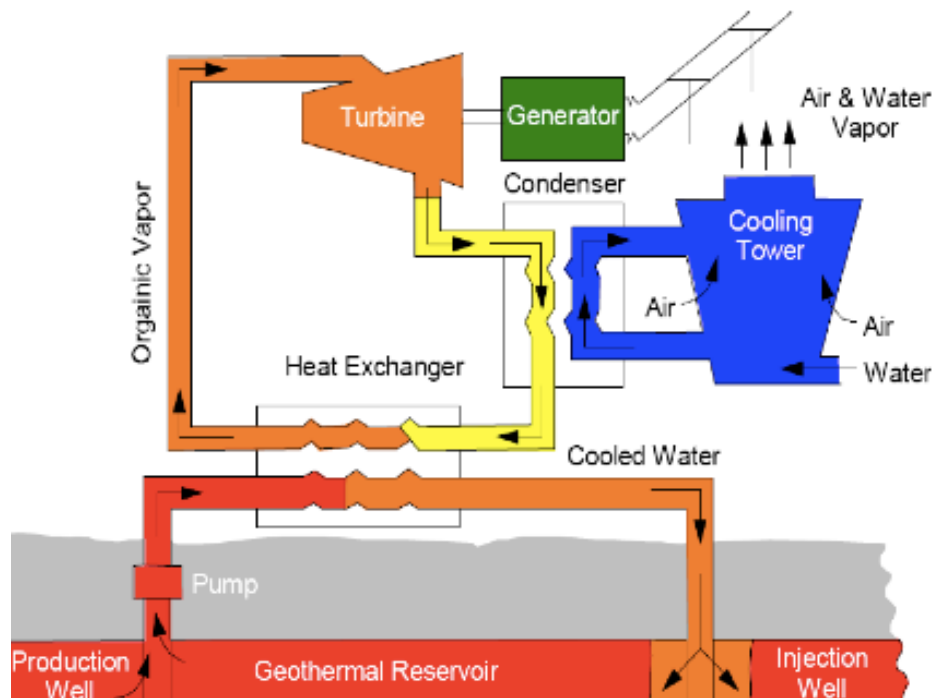 Turbine
Generator
Air & Water
Vapor
Condenser
Cooling
Tower
Orgainic Vapor
Air
Air
Heat Exchanger
Water
Cooled Water
Pump
Production
Well
Geothermal Reservoir
Injection
Well